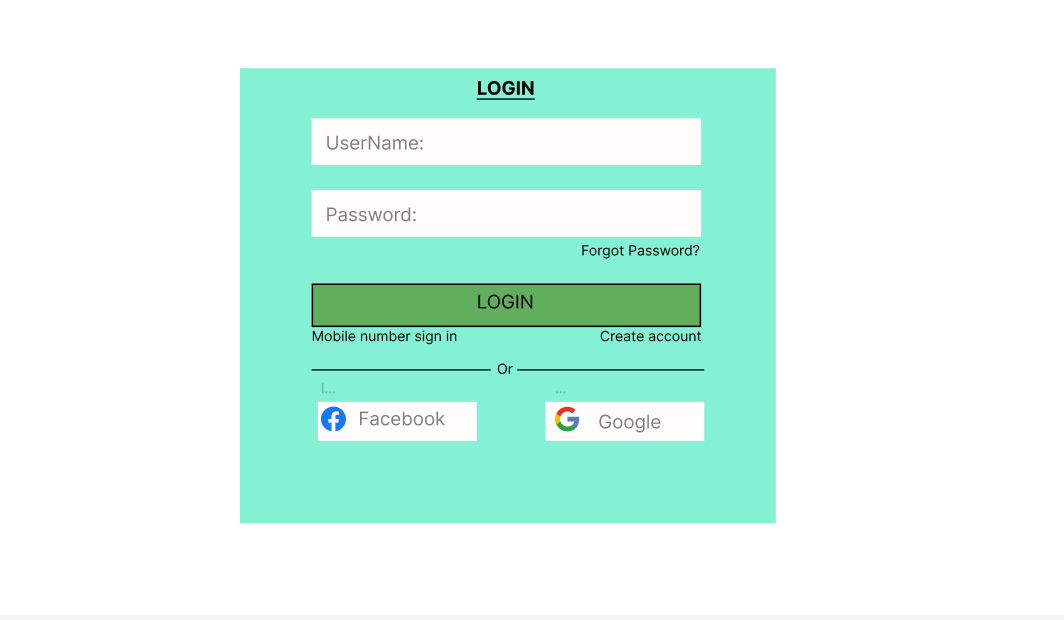 LOGIN
UserName:
Password:
Forgot Password?
LOGIN
Mobile number sign in Create account
Or
I... ...
Facebook Google